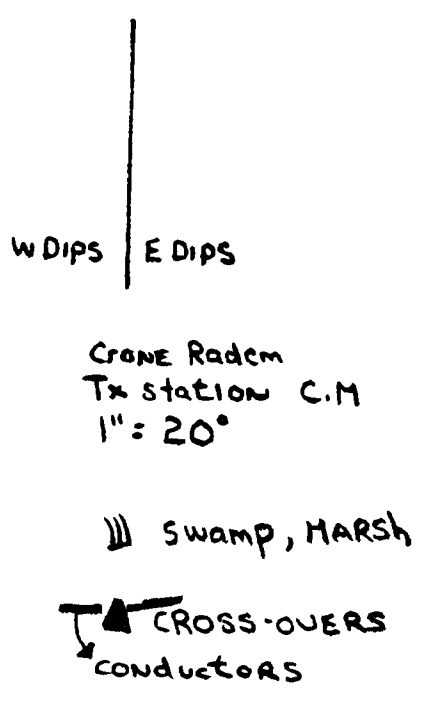 W DIPS E DIPS
CRONE Radem
Tx Station C.M
1" = 20°
Swamp, MARSh
CROSS-OVERS
CONDUCTORS